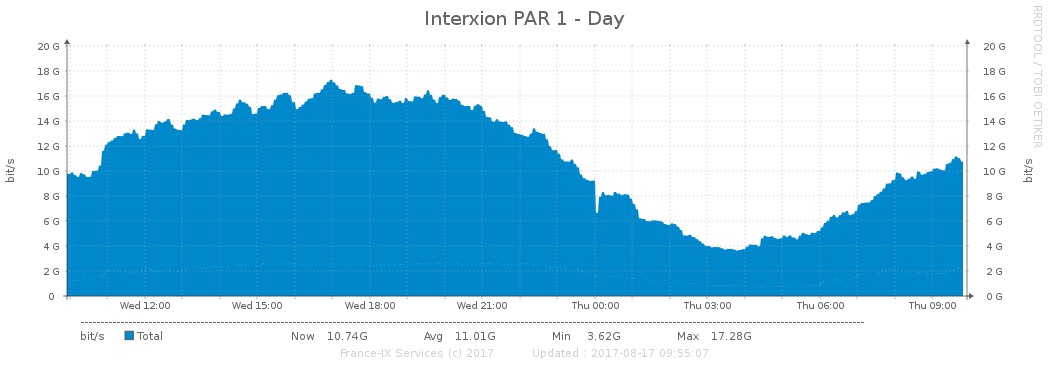 Interxion PAR 1 - Day
RRDTOOL / TOBI OETIKER
20 G 20 G
18 G 18 G
16 G 16 G
14 G 14 G
12 G 12 G
10 G 10 G
8 G 8 G
6 G 6 G
4 G 4 G
2 G 2 G
0 0 G
bit/s bit/s
Wed 12:00 Wed 15:00 Wed 18:00 Wed 21:00 Thu 00:00 Thu 03:00 Thu 06:00 Thu 09:00
bit/s Total Now 10.74G Avg 11.01G Min 3.62G Max 17.28G
France-IX Services (c) 2017 Updated : 2017-08-17 09:55:07